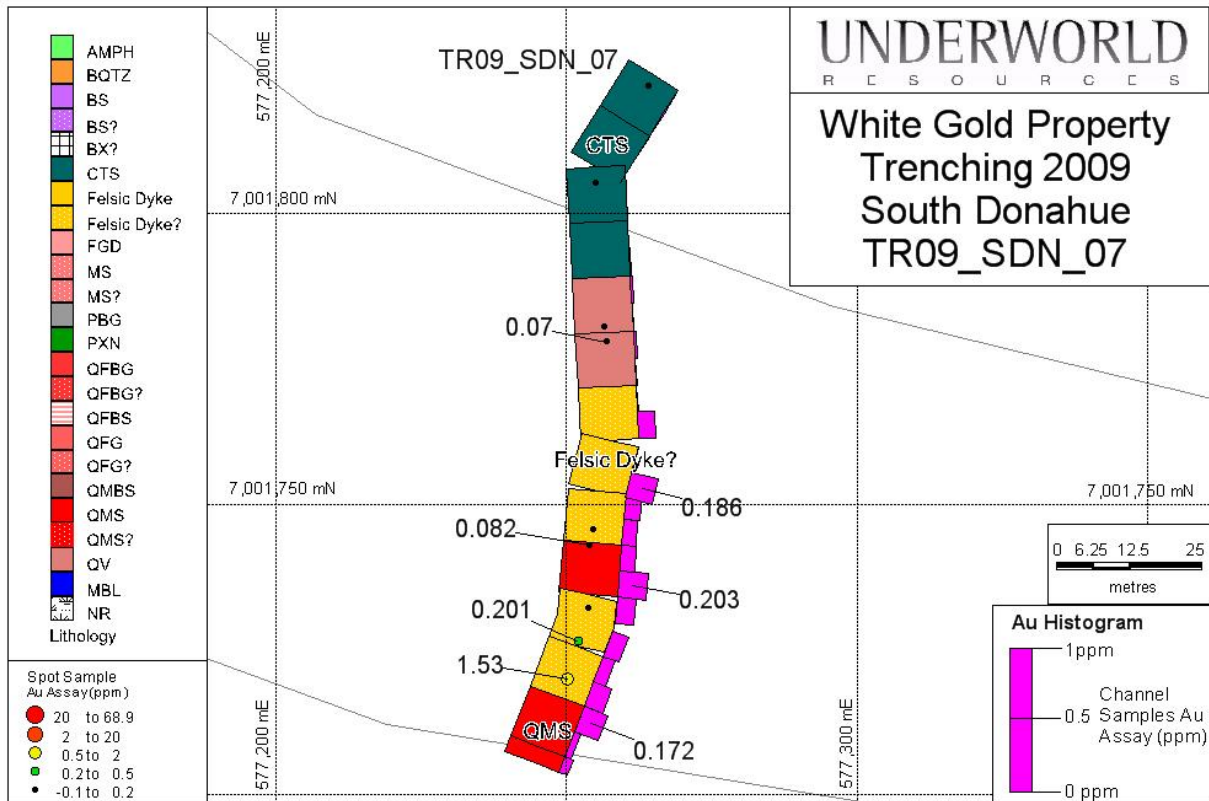 AMPH
BQTZ
BS
BS?
BX?
CTS
Felsic Dyke
Felsic Dyke?
FGD
MS
MS?
PBG
PXN
QFBG
QFBG?
QFBS
QFG
QFG?
QMBS
QMS
QMS?
QV
MBL
NR
Lithology
Spot Sample
Au Assay (ppm)
20 to 68.9
2 to 20
0.5 to 2
0.2 to 0.5
-0.1 to 0.2
577,200 mE
TR09_SDN_07
CTS
7,001,800 mN
0.07
Felsic Dyke?
7,001,750 mN
7,001,750 mN
0.186
0.082
0.203
0.201
1.53
QMS
0.172
577,200 mE
577,300 mE
UNDERWORLD
RESOURCES
White Gold Property
Trenching 2009
South Donahue
TR09_SDN_07
0 6.25 12.5 25
metres
Au Histogram
1ppm
0.5
0 ppm
Channel
Samples Au
Assay (ppm)